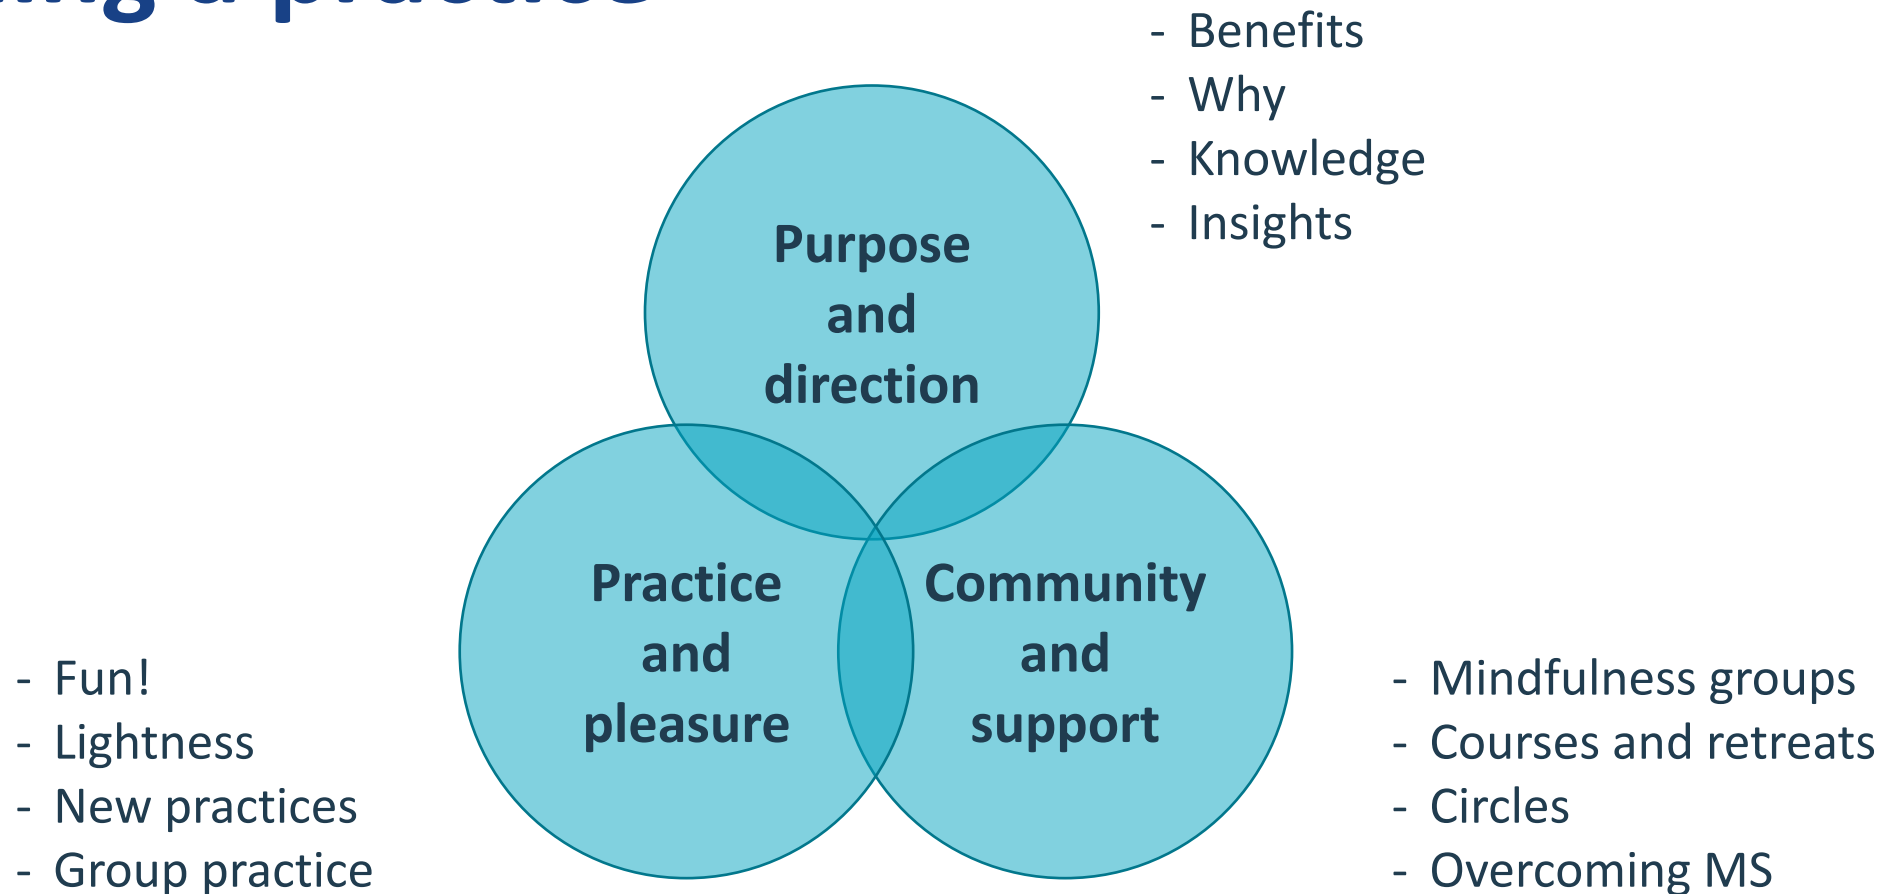 a practice
- Benefits
- Why
- Knowledge
- Insights
Purpose
and
direction
Practice
and
pleasure
Community
and
support
- Fun!
- Lightness
- New practices
- Group practice
- Mindfulness groups
- Courses and retreats
- Circles
- Overcoming MS